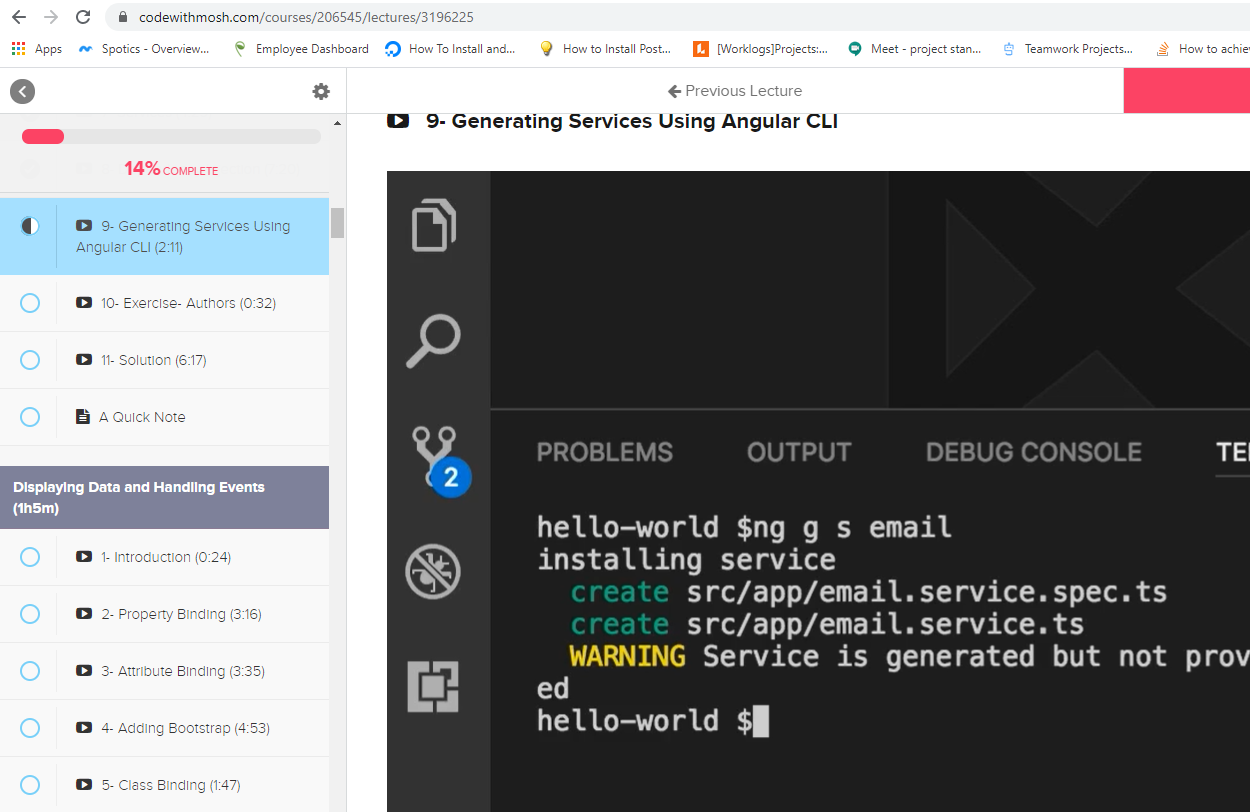 codewithmosh.com/courses/206545/lectures/3196225
Apps
Spotics - Overview...
Employee Dashboard
How To Install and...
How to Install Post...
[Worklogs]Projects:...
Meet - project stan...
Teamwork Projects...
How to achie
Previous Lecture
14% COMPLETE
9- Generating Services Using
Angular CLI (2:11)
10- Exercise- Authors (0:32)
11- Solution (6:17)
A Quick Note
Displaying Data and Handling Events
(1h5m)
1- Introduction (0:24)
2- Property Binding (3:16)
3- Attribute Binding (3:35)
4- Adding Bootstrap (4:53)
5- Class Binding (1:47)
9- Generating Services Using Angular CLI
2
PROBLEMS
OUTPUT
DEBUG CONSOLE
TE
hello-world $ng g s email
installing service
create src/app/email.service.spec.ts
create src/app/email.service.ts
WARNING Service is generated but not prov
ed
hello-world $